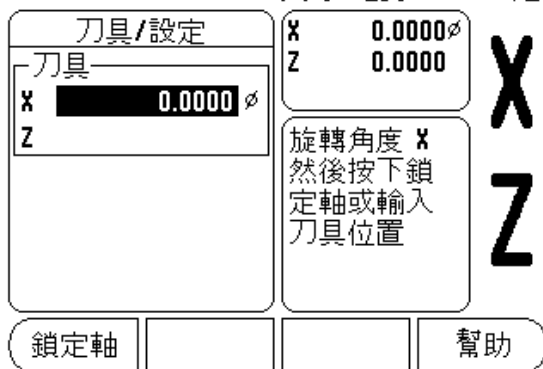 刀具/設定
刀具
X 0.0000 ⌀
Z
X 0.0000⌀
Z 0.0000
旋轉角度 X
然後按下鎖
定軸或輸入
刀具位置
X
Z
鎖定軸
幫助